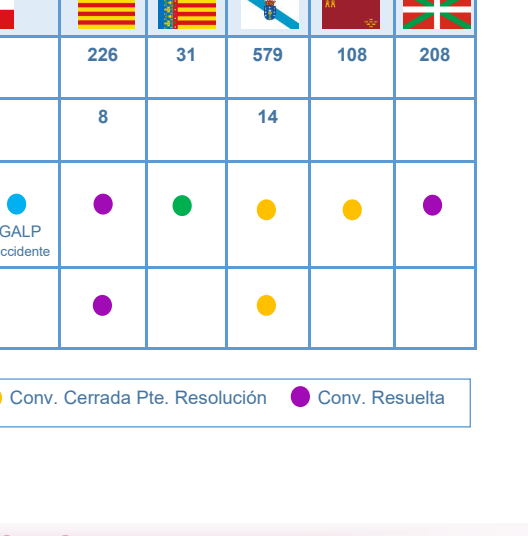 226 31 579 108 208
8 14
GALP
ccidente
Conv. Cerrada Pte. Resolución Conv. Resuelta